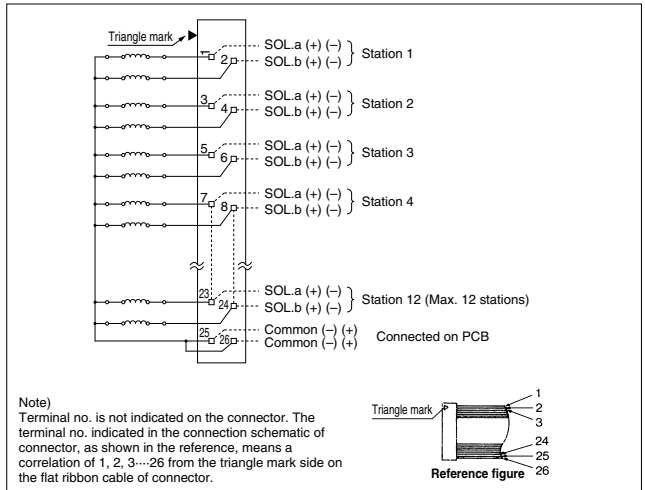 Triangle mark
1 SOL.a (+) (–)
2 SOL.b (+) (–)
Station 1
3 SOL.a (+) (–)
4 SOL.b (+) (–)
Station 2
5 SOL.a (+) (–)
6 SOL.b (+) (–)
Station 3
7 SOL.a (+) (–)
8 SOL.b (+) (–)
Station 4
23 SOL.a (+) (–)
24 SOL.b (+) (–)
Station 12 (Max. 12 stations)
25 Common (–) (+)
26 Common (–) (+)
Connected on PCB
Note)
Terminal no. is not indicated on the connector. The
terminal no. indicated in the connection schematic of
connector, as shown in the reference, means a
correlation of 1, 2, 3····26 from the triangle mark side on
the flat ribbon cable of connector.
Triangle mark
1
2
3
24
25
26
Reference figure